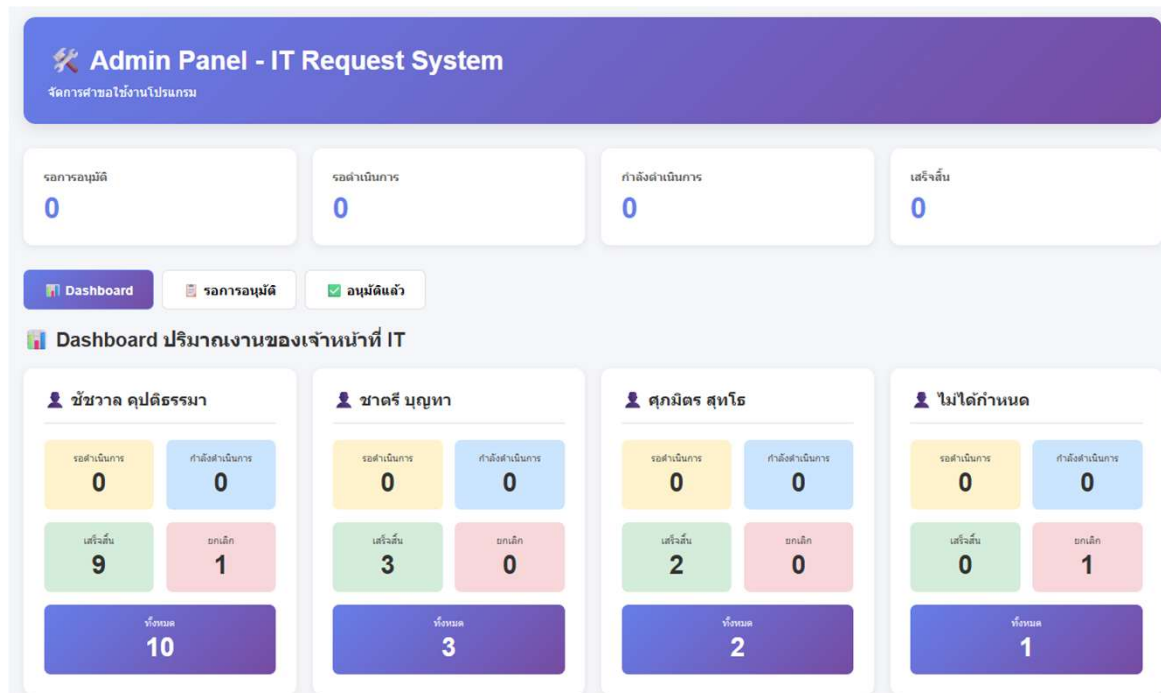 Admin Panel - IT Request System
จัดการคำขอใช้งานโปรแกรม
รอการอนุมัติ
0
รอดำเนินการ
0
กำลังดำเนินการ
0
เสร็จสิ้น
0
Dashboard
รอการอนุมัติ
อนุมัติแล้ว
Dashboard ปริมาณงานของเจ้าหน้าที่ IT
ชัชวาล คุปติธรรมา
รอดำเนินการ
0
กำลังดำเนินการ
0
เสร็จสิ้น
9
ยกเลิก
1
ทั้งหมด
10
ชาตรี บุญทา
รอดำเนินการ
0
กำลังดำเนินการ
0
เสร็จสิ้น
3
ยกเลิก
0
ทั้งหมด
3
ศุภมิตร สุทโธ
รอดำเนินการ
0
กำลังดำเนินการ
0
เสร็จสิ้น
2
ยกเลิก
0
ทั้งหมด
2
ไม่ได้กำหนด
รอดำเนินการ
0
กำลังดำเนินการ
0
เสร็จสิ้น
0
ยกเลิก
1
ทั้งหมด
1